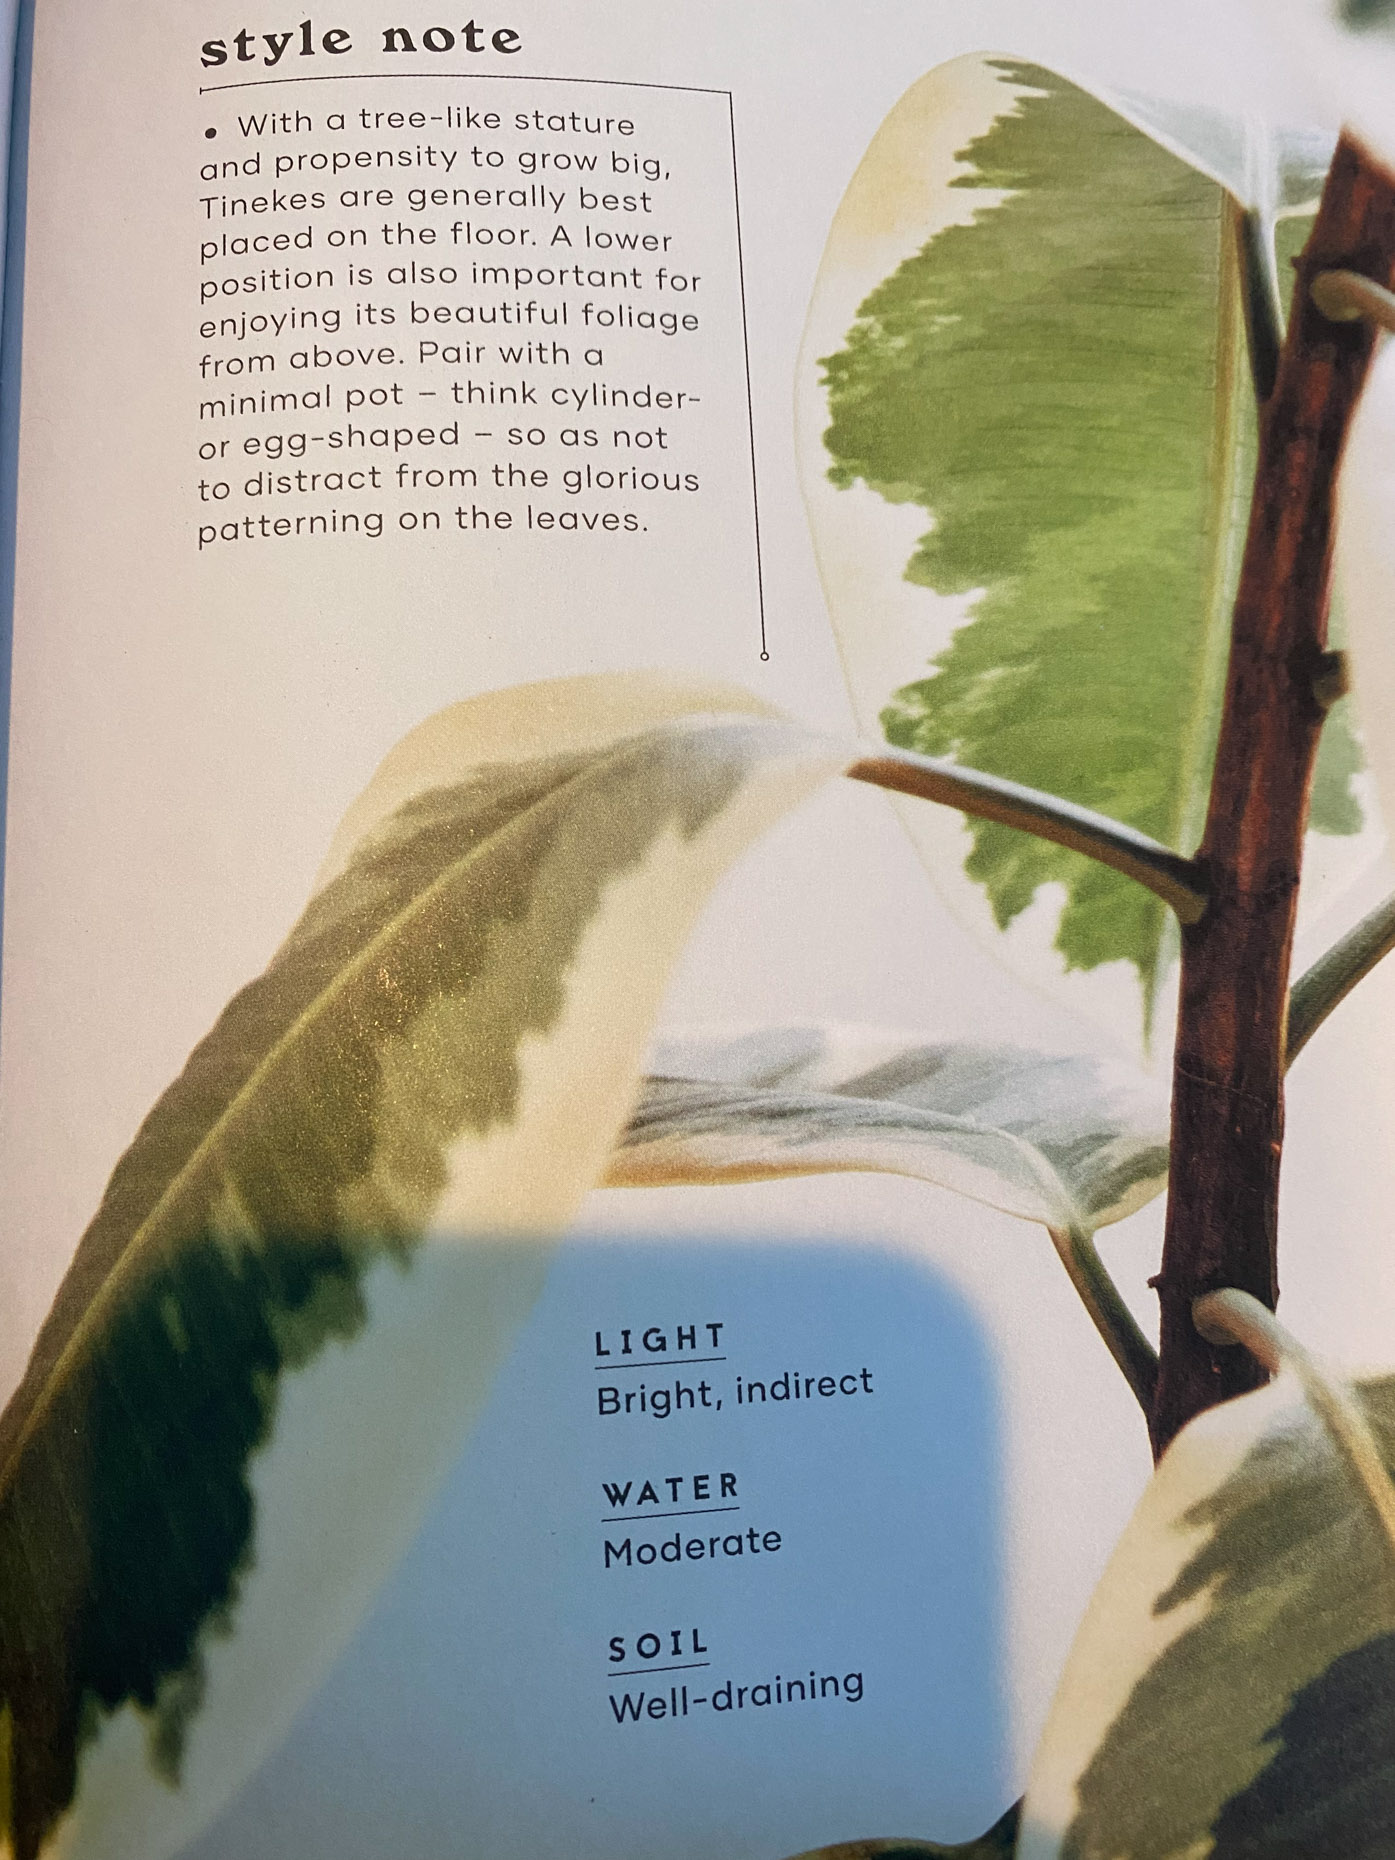 style note
• With a tree-like stature
and propensity to grow big,
Tinekes are generally best
placed on the floor. A lower
position is also important for
enjoying its beautiful foliage
from above. Pair with a
minimal pot – think cylinder-
or egg-shaped – so as not
to distract from the glorious
patterning on the leaves.
LIGHT
Bright, indirect
WATER
Moderate
SOIL
Well-draining